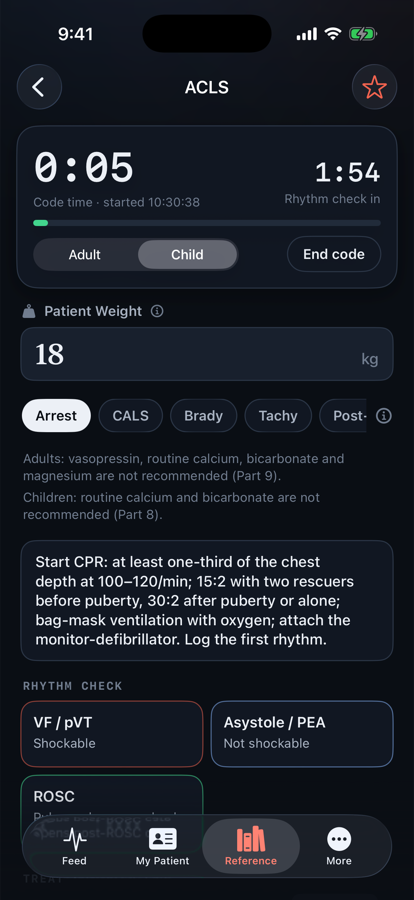 9:41
ACLS
0:05
1:54
Code time · started 10:30:38
Rhythm check in
Adult
Child
End code
Patient Weight
18
kg
Arrest
CALS
Brady
Tachy
Post-
Adults: vasopressin, routine calcium, bicarbonate and
magnesium are not recommended (Part 9).
Children: routine calcium and bicarbonate are not
recommended (Part 8).
Start CPR: at least one-third of the chest
depth at 100–120/min; 15:2 with two rescuers
before puberty, 30:2 after puberty or alone;
bag-mask ventilation with oxygen; attach the
monitor-defibrillator. Log the first rhythm.
RHYTHM CHECK
VF / pVT
Shockable
Asystole / PEA
Not shockable
ROSC
Feed
My Patient
Reference
More
TREAT